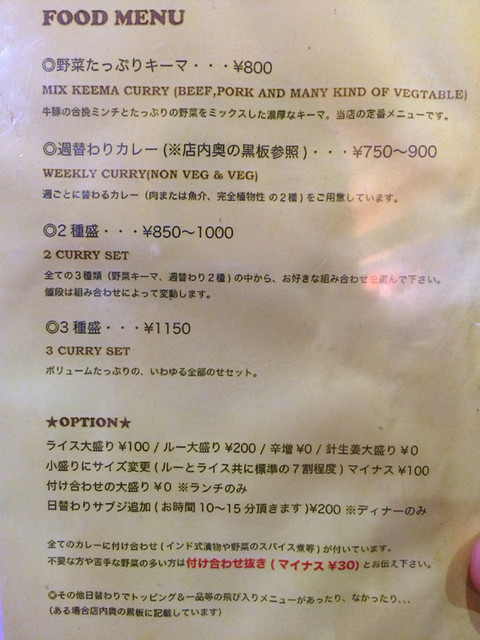 FOOD MENU
◎野菜たっぷりキーマ・・・¥800
MIX KEEMA CURRY (BEEF,PORK AND MANY KIND OF VEGTABLE)
牛豚の合挽ミンチとたっぷりの野菜をミックスした濃厚なキーマ。当店の定番メニューです。
◎週替わりカレー(※店内奥の黒板参照)・・・¥750〜900
WEEKLY CURRY(NON VEG & VEG)
週ごとに替わるカレー(肉または魚介、完全植物性の2種)をご用意しています。
◎2種盛・・・¥850〜1000
2 CURRY SET
全ての3種類(野菜キーマ、週替わり2種)の中から、お好きな組み合わせを選んで下さい。
値段は組み合わせによって変動します。
◎3種盛・・・¥1150
3 CURRY SET
ボリュームたっぷりの、いわゆる全部のせセット。
★OPTION★
ライス大盛り¥100 / ルー大盛り¥200 / 辛増¥0 / 針生姜大盛り¥0
小盛りにサイズ変更(ルーとライス共に標準の7割程度)マイナス¥100
付け合わせの大盛り¥0 ※ランチのみ
日替わりサブジ追加(お時間10〜15分頂きます)¥200 ※ディナーのみ
全てのカレーに付け合わせ(インド式漬物や野菜のスパイス煮等)が付いています。
不要な方や苦手な野菜の多い方は付け合わせ抜き(マイナス¥30)とお伝え下さい。
◎その他日替わりでトッピング&一品等の飛び入りメニューがあったり、なかったり、、、
(ある場合店内奥の黒板に記載しています)